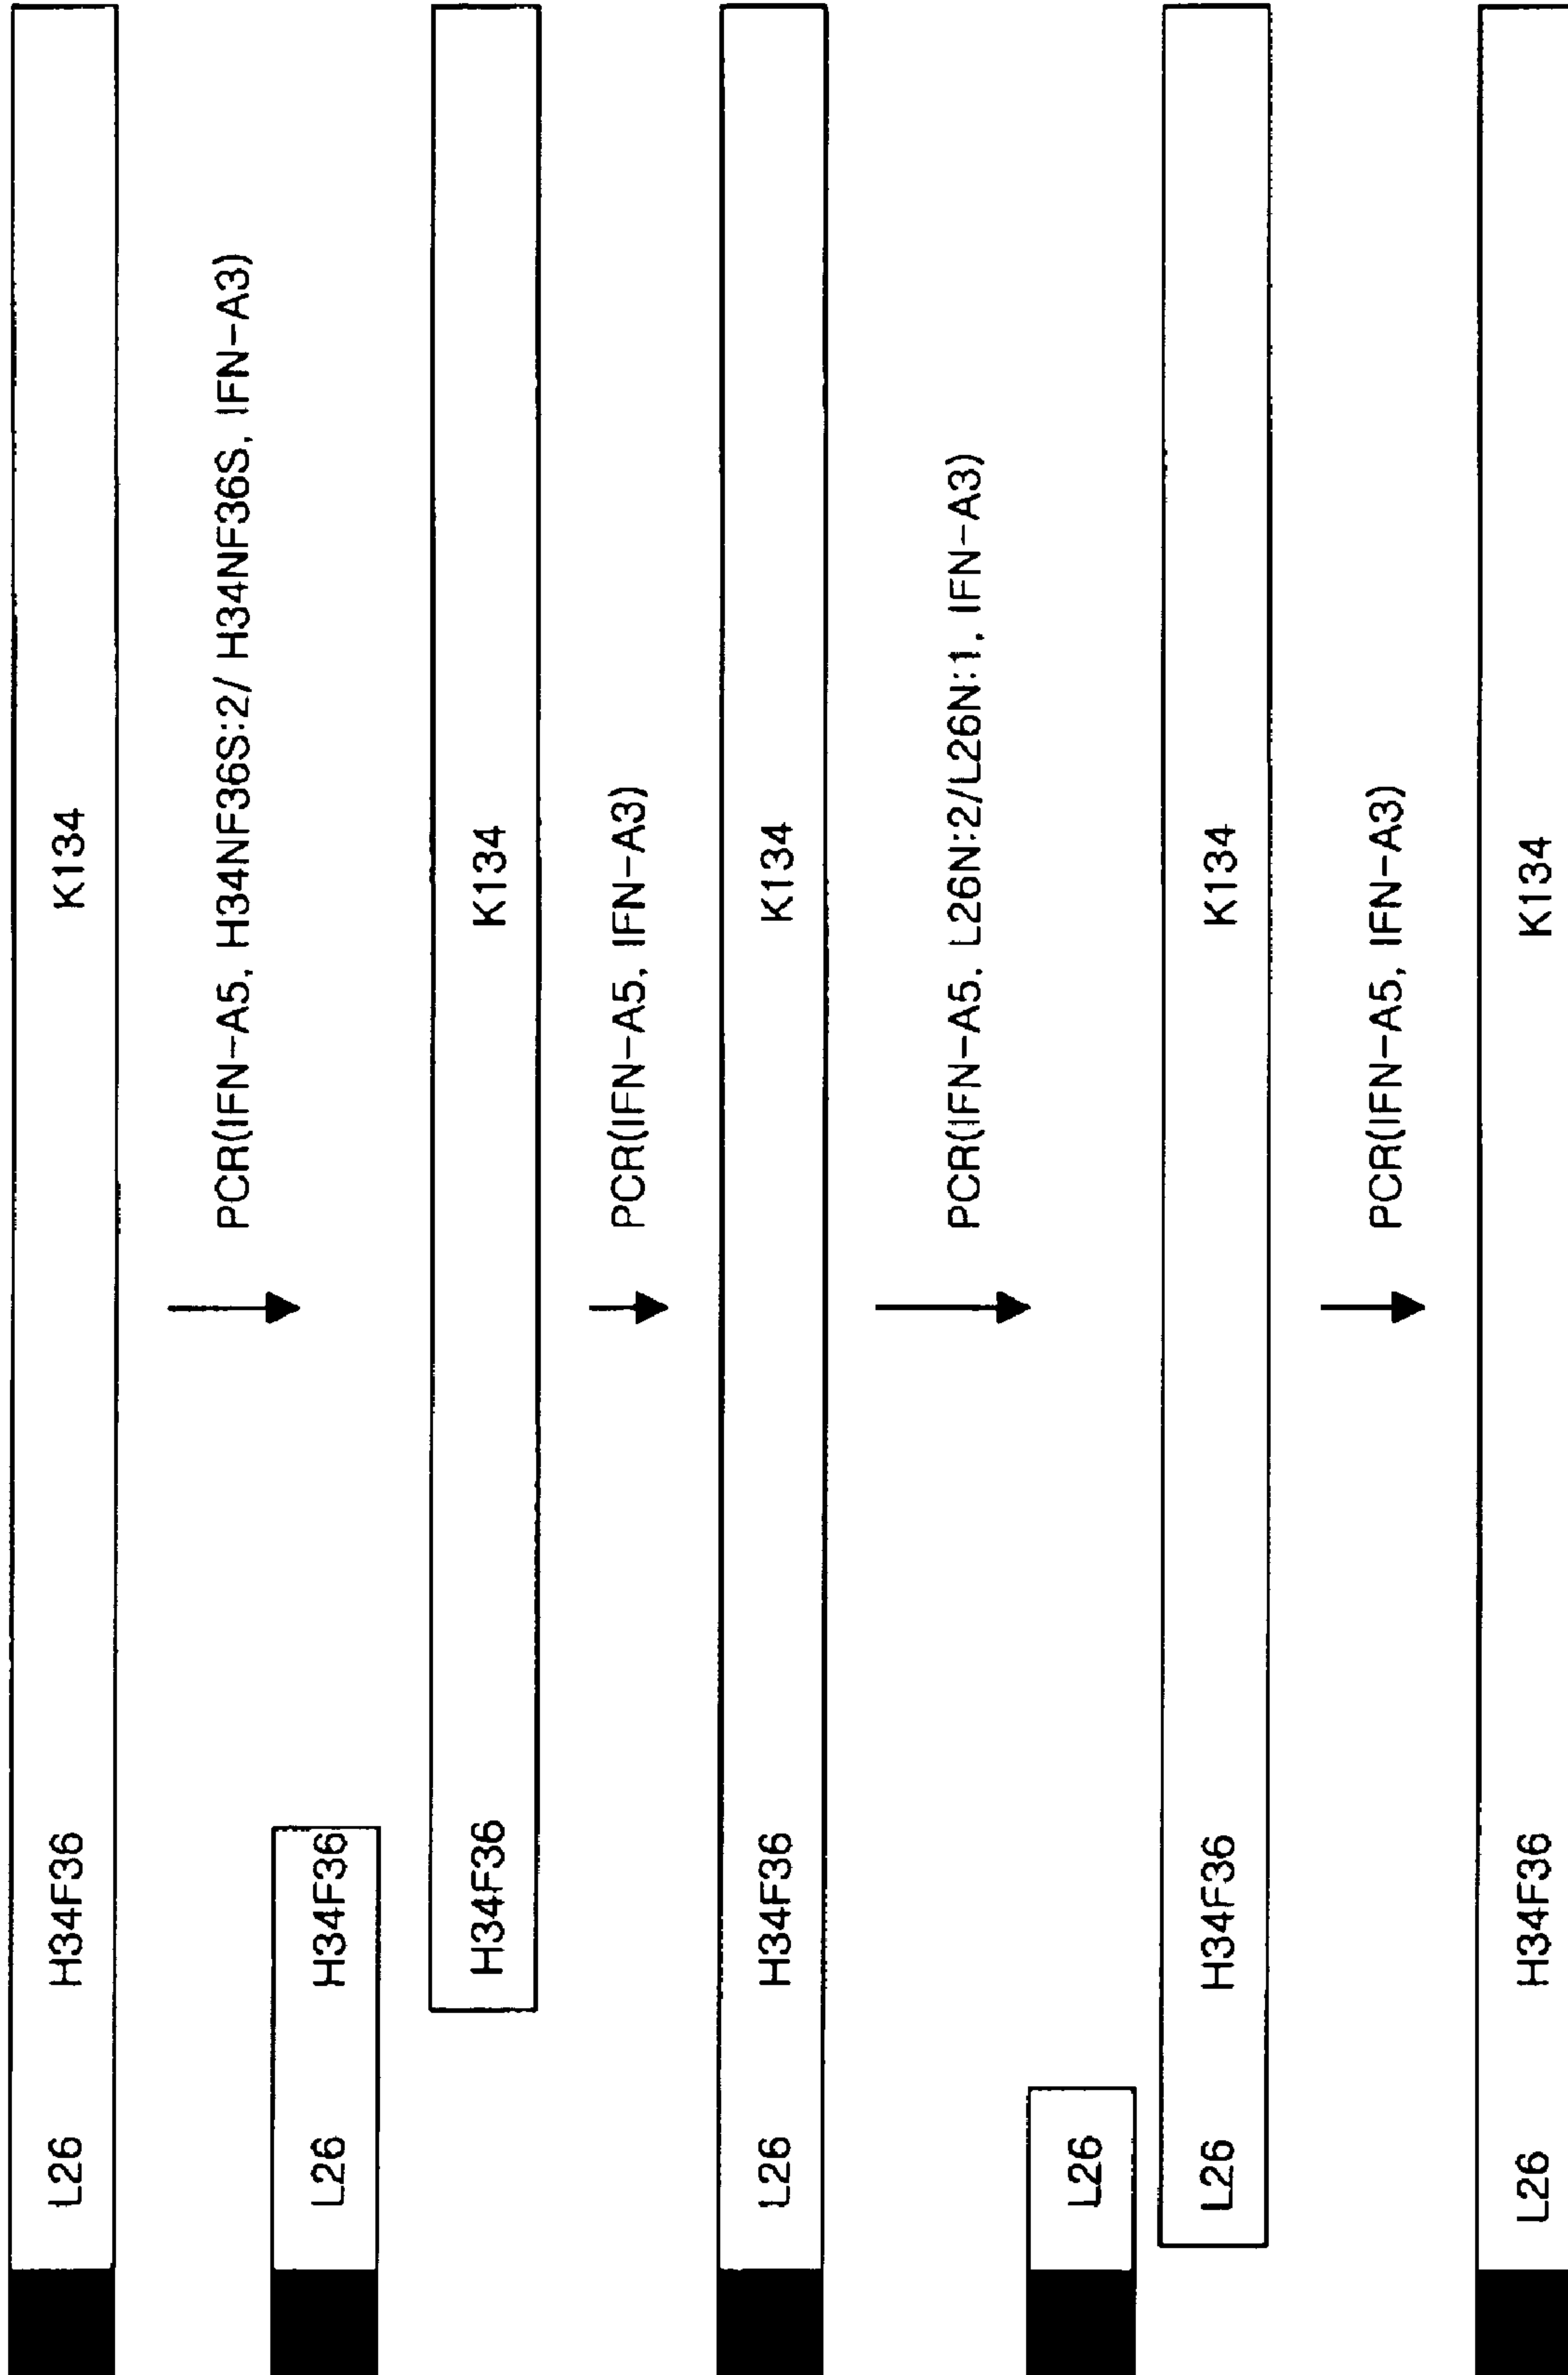 L26 H34F36 K134
PCR(IFN-A5, H34NF36S:2/ H34NF36S, IFN-A3)
L26 H34F36
H34F36 K134
PCR(IFN-A5, IFN-A3)
L26 H34F36 K134
PCR(IFN-A5, L26N:2/L26N:1, IFN-A3)
L26
L26 H34F36 K134
PCR(IFN-A5, IFN-A3)
L26 H34F36 K134